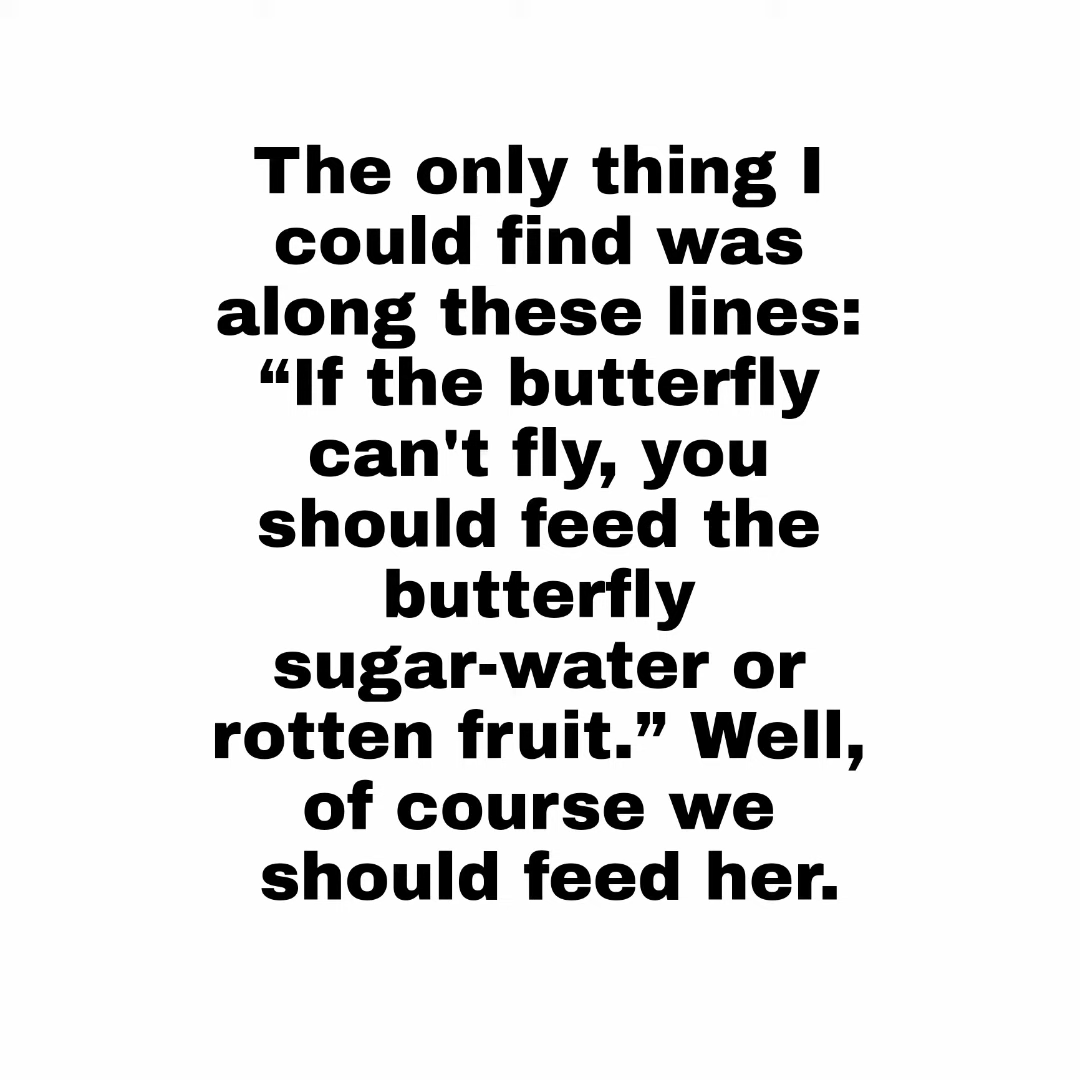 The only thing I
could find was
along these lines:
“If the butterfly
can't fly, you
should feed the
butterfly
sugar-water or
rotten fruit.” Well,
of course we
should feed her.